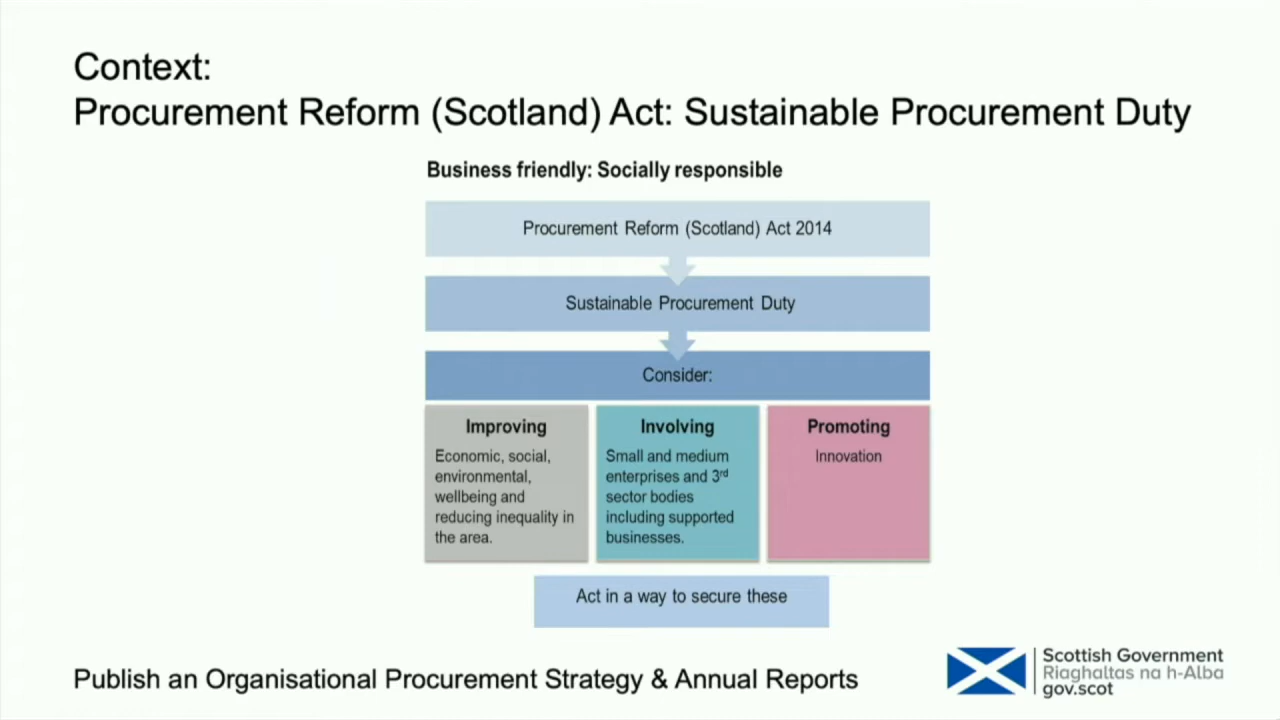 Context:
Procurement Reform (Scotland) Act: Sustainable Procurement Duty
Business friendly: Socially responsible
Procurement Reform (Scotland) Act 2014
Sustainable Procurement Duty
Consider:
Improving
Economic, social,
environmental,
wellbeing and
reducing inequality in
the area.
Involving
Small and medium
enterprises and 3rd
sector bodies
including supported
businesses.
Promoting
Innovation
Act in a way to secure these
Publish an Organisational Procurement Strategy & Annual Reports
Scottish Government
Riaghaltas na h-Alba
gov.scot